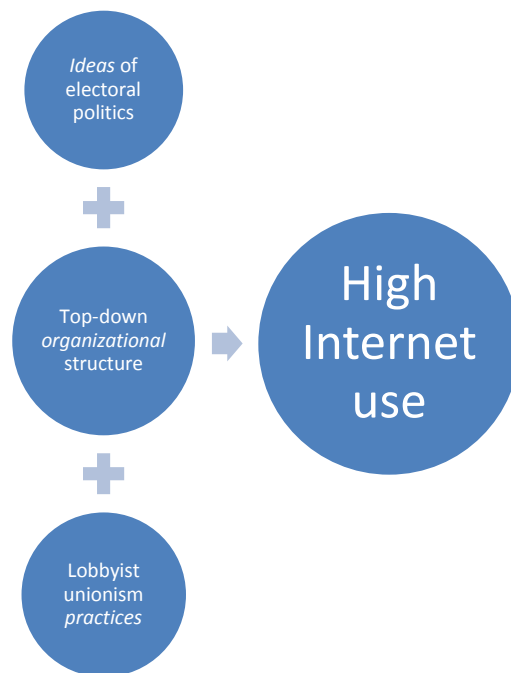 Ideas of
electoral
politics
Top-down
organizational
structure
High
Internet
use
Lobbyist
unionism
practices